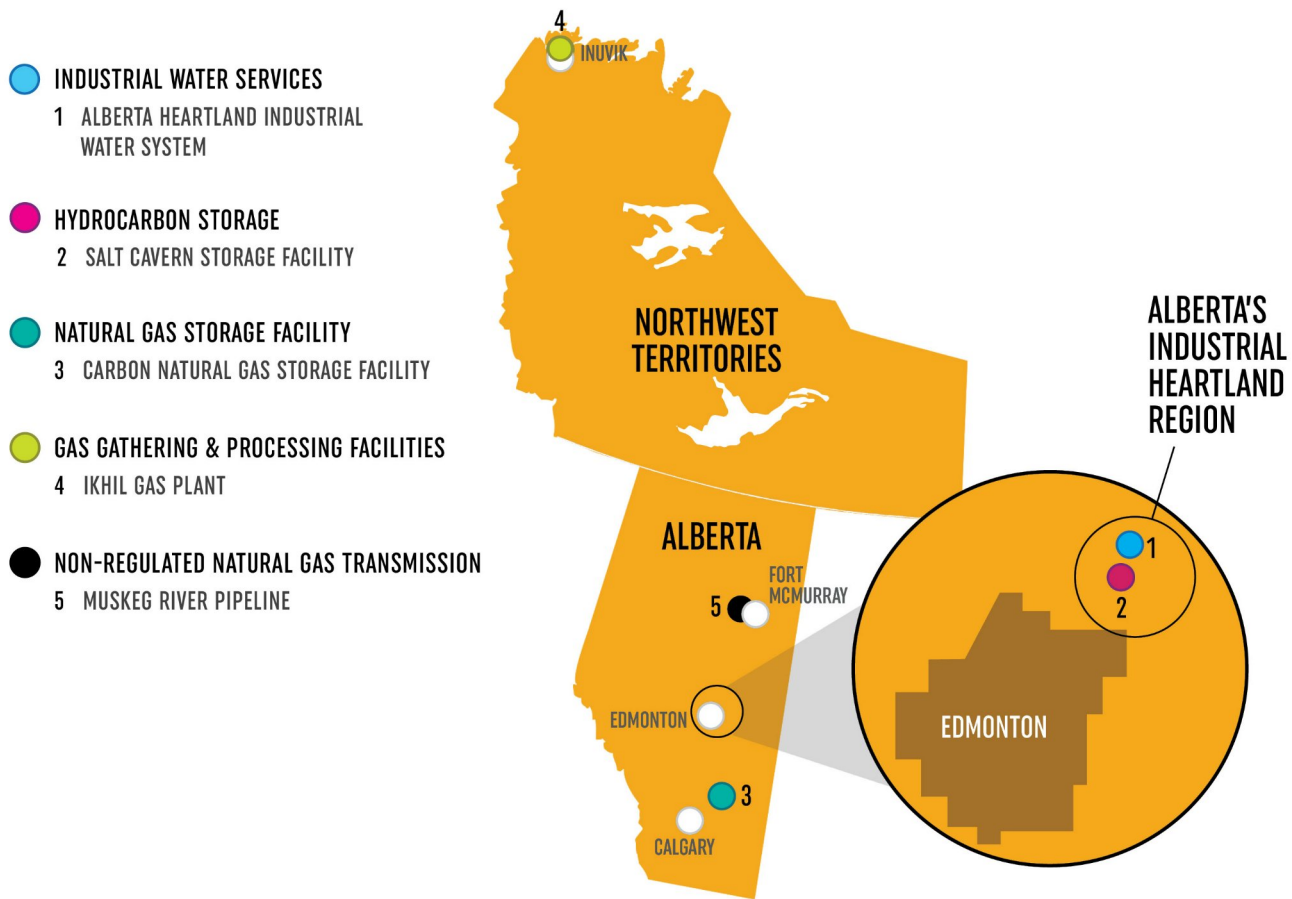 INDUSTRIAL WATER SERVICES
1 ALBERTA HEARTLAND INDUSTRIAL
WATER SYSTEM
HYDROCARBON STORAGE
2 SALT CAVERN STORAGE FACILITY
NATURAL GAS STORAGE FACILITY
3 CARBON NATURAL GAS STORAGE FACILITY
GAS GATHERING & PROCESSING FACILITIES
4 IKHIL GAS PLANT
NON-REGULATED NATURAL GAS TRANSMISSION
5 MUSKEG RIVER PIPELINE
4
INUVIK
NORTHWEST
TERRITORIES
ALBERTA
FORT
MCMURRAY
5
EDMONTON
3
CALGARY
ALBERTA'S
INDUSTRIAL
HEARTLAND
REGION
1
2
EDMONTON